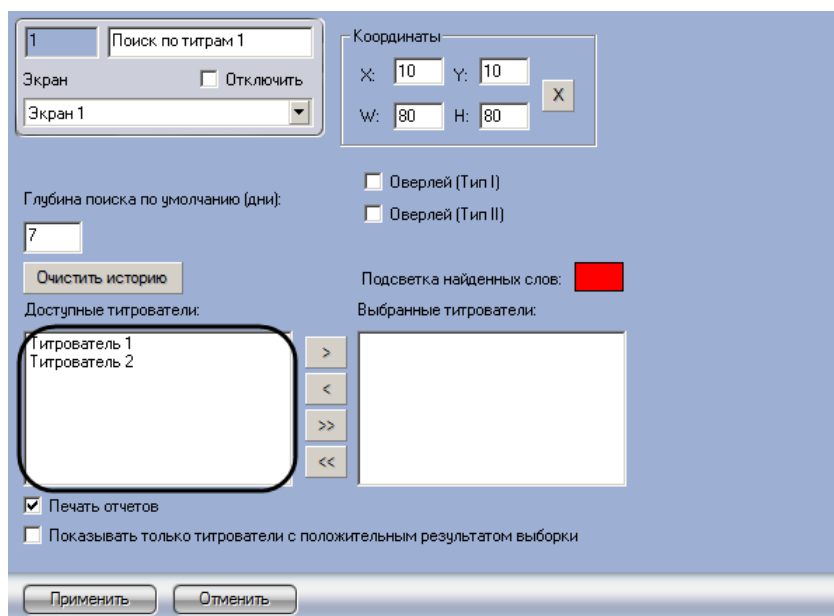 1 Поиск по титрам 1
Экран Отключить
Экран 1
Координаты
X: 10 Y: 10
X
W: 80 H: 80
Оверлей (Тип I)
Оверлей (Тип II)
Глубина поиска по умолчанию (дни):
7
Очистить историю
Подсветка найденных слов:
Доступные титрователи:
Титрователь 1
Титрователь 2
>
<
>>
<<
Выбранные титрователи:
Печать отчетов
Показывать только титрователи с положительным результатом выборки
Применить Отменить